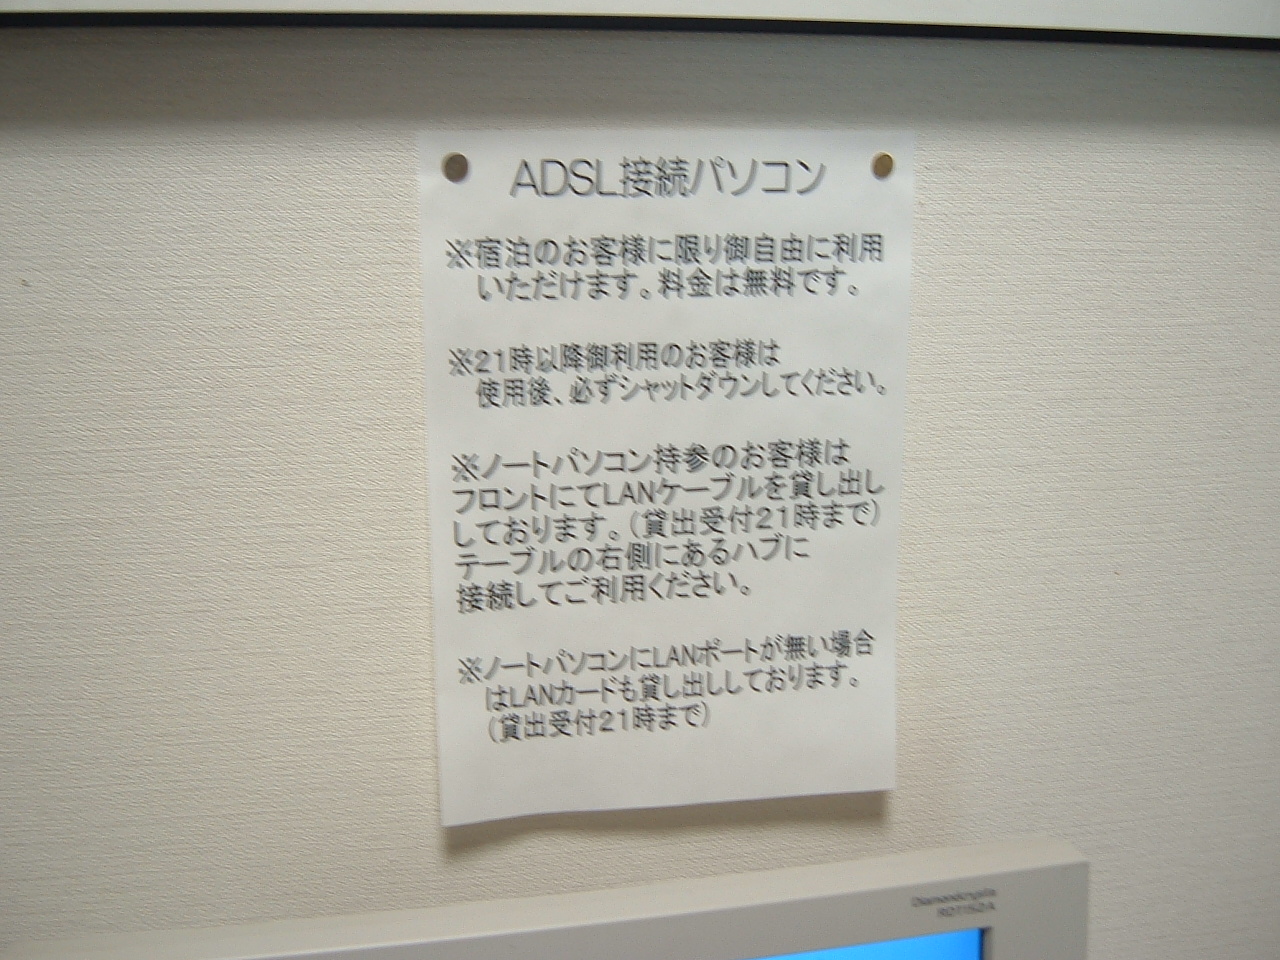 ADSL接続パソコン
※宿泊のお客様に限り御自由に利用
いただけます。料金は無料です。
※21時以降御利用のお客様は
使用後、必ずシャットダウンしてください。
※ノートパソコン持参のお客様は
フロントにてLANケーブルを貸し出し
しております。(貸出受付21時まで)
テーブルの右側にあるハブに
接続してご利用ください。
※ノートパソコンにLANポートが無い場合
はLANカードも貸し出ししております。
(貸出受付21時まで)